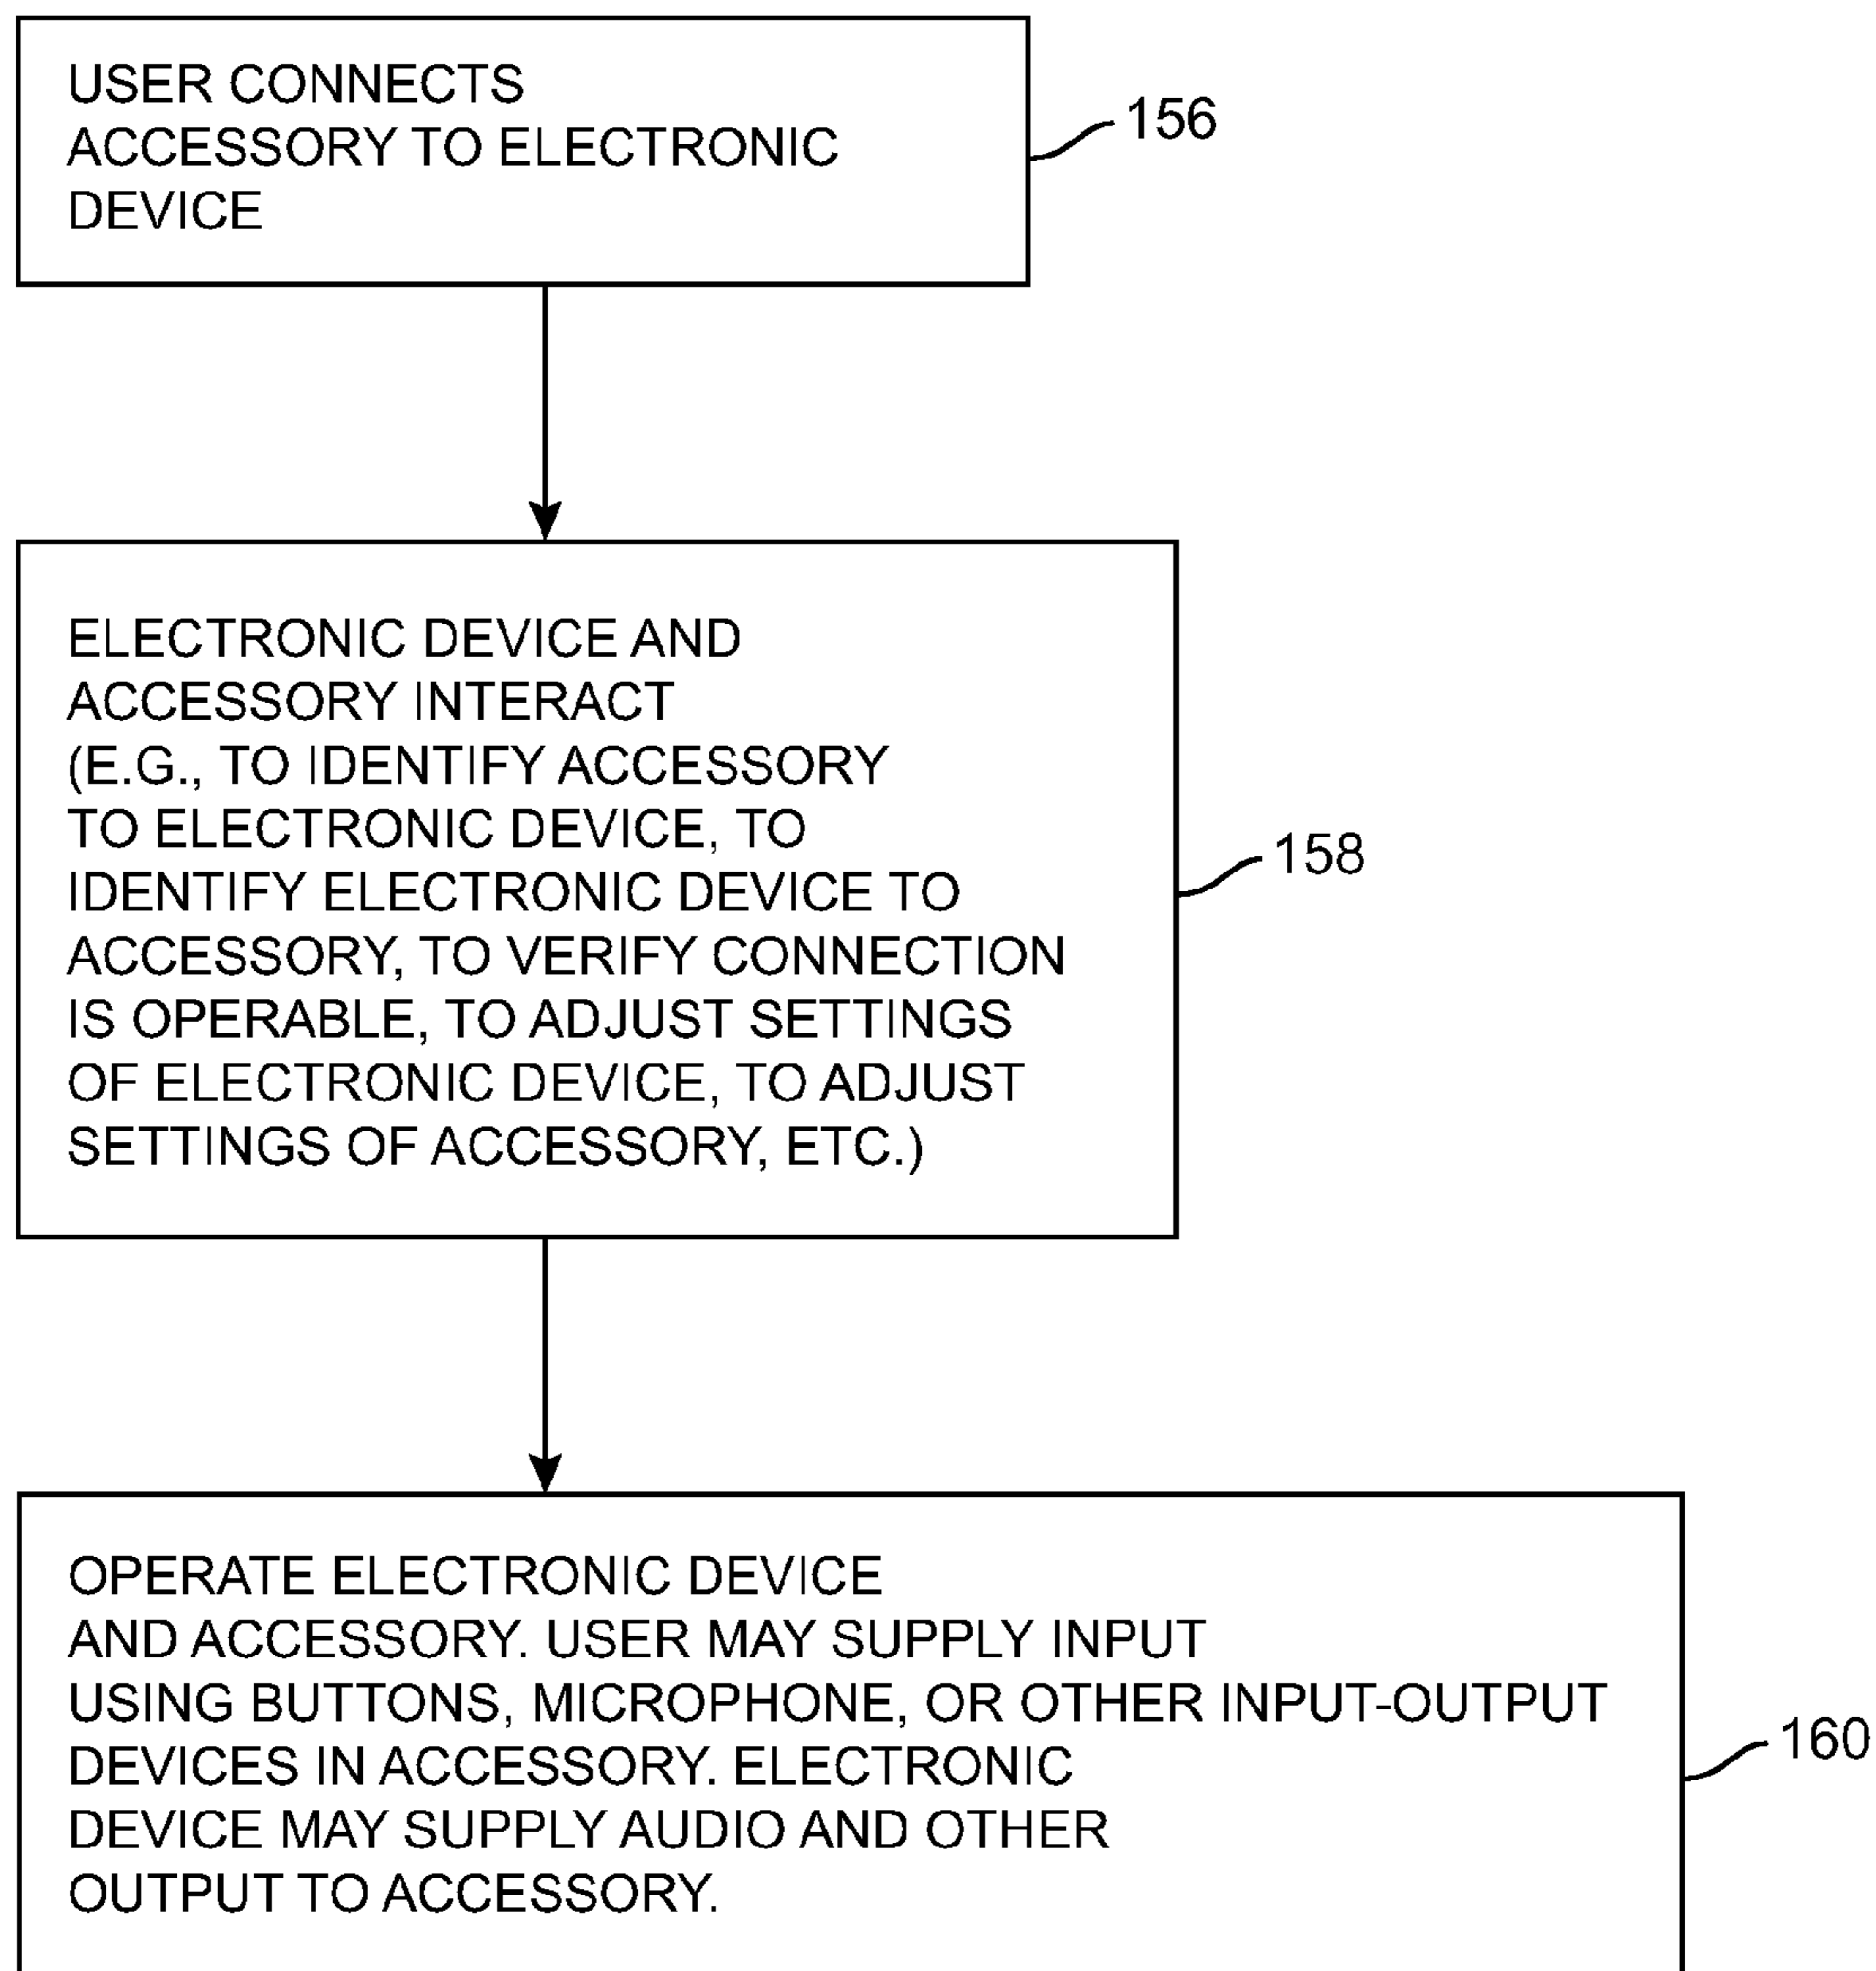 USER CONNECTS
ACCESSORY TO ELECTRONIC
DEVICE
156
ELECTRONIC DEVICE AND
ACCESSORY INTERACT
(E.G., TO IDENTIFY ACCESSORY
TO ELECTRONIC DEVICE, TO
IDENTIFY ELECTRONIC DEVICE TO
ACCESSORY, TO VERIFY CONNECTION
IS OPERABLE, TO ADJUST SETTINGS
OF ELECTRONIC DEVICE, TO ADJUST
SETTINGS OF ACCESSORY, ETC.)
158
OPERATE ELECTRONIC DEVICE
AND ACCESSORY. USER MAY SUPPLY INPUT
USING BUTTONS, MICROPHONE, OR OTHER INPUT-OUTPUT
DEVICES IN ACCESSORY. ELECTRONIC
DEVICE MAY SUPPLY AUDIO AND OTHER
OUTPUT TO ACCESSORY.
160